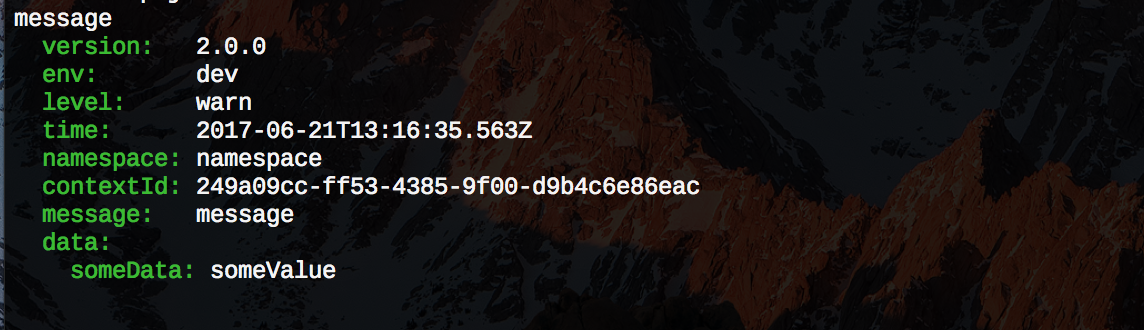 message
version: 2.0.0
env: dev
level: warn
time: 2017-06-21T13:16:35.563Z
namespace: namespace
contextId: 249a09cc-ff53-4385-9f00-d9b4c6e86eac
message: message
data:
someData: someValue